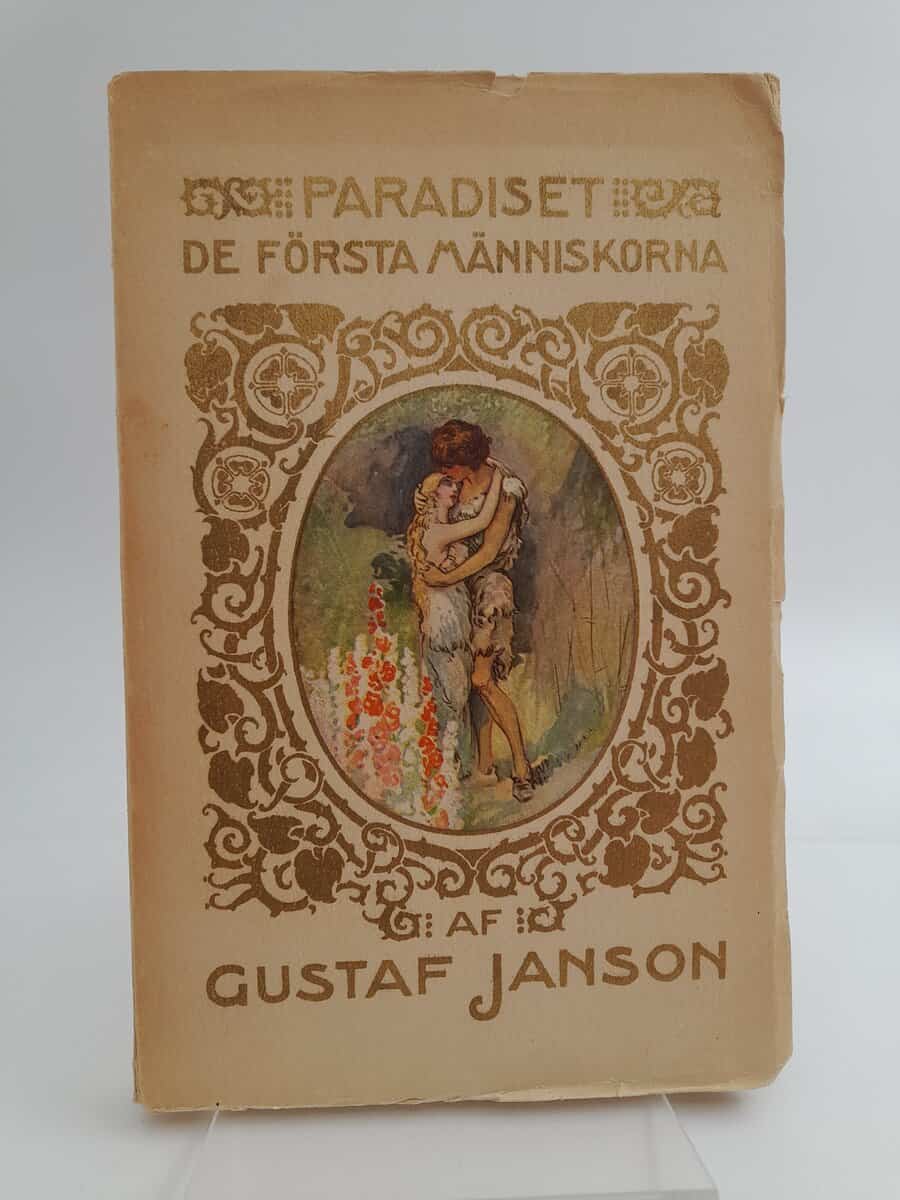 PARADISET
DE FÖRSTA MÄNNISKORNA
AF
GUSTAF JANSON